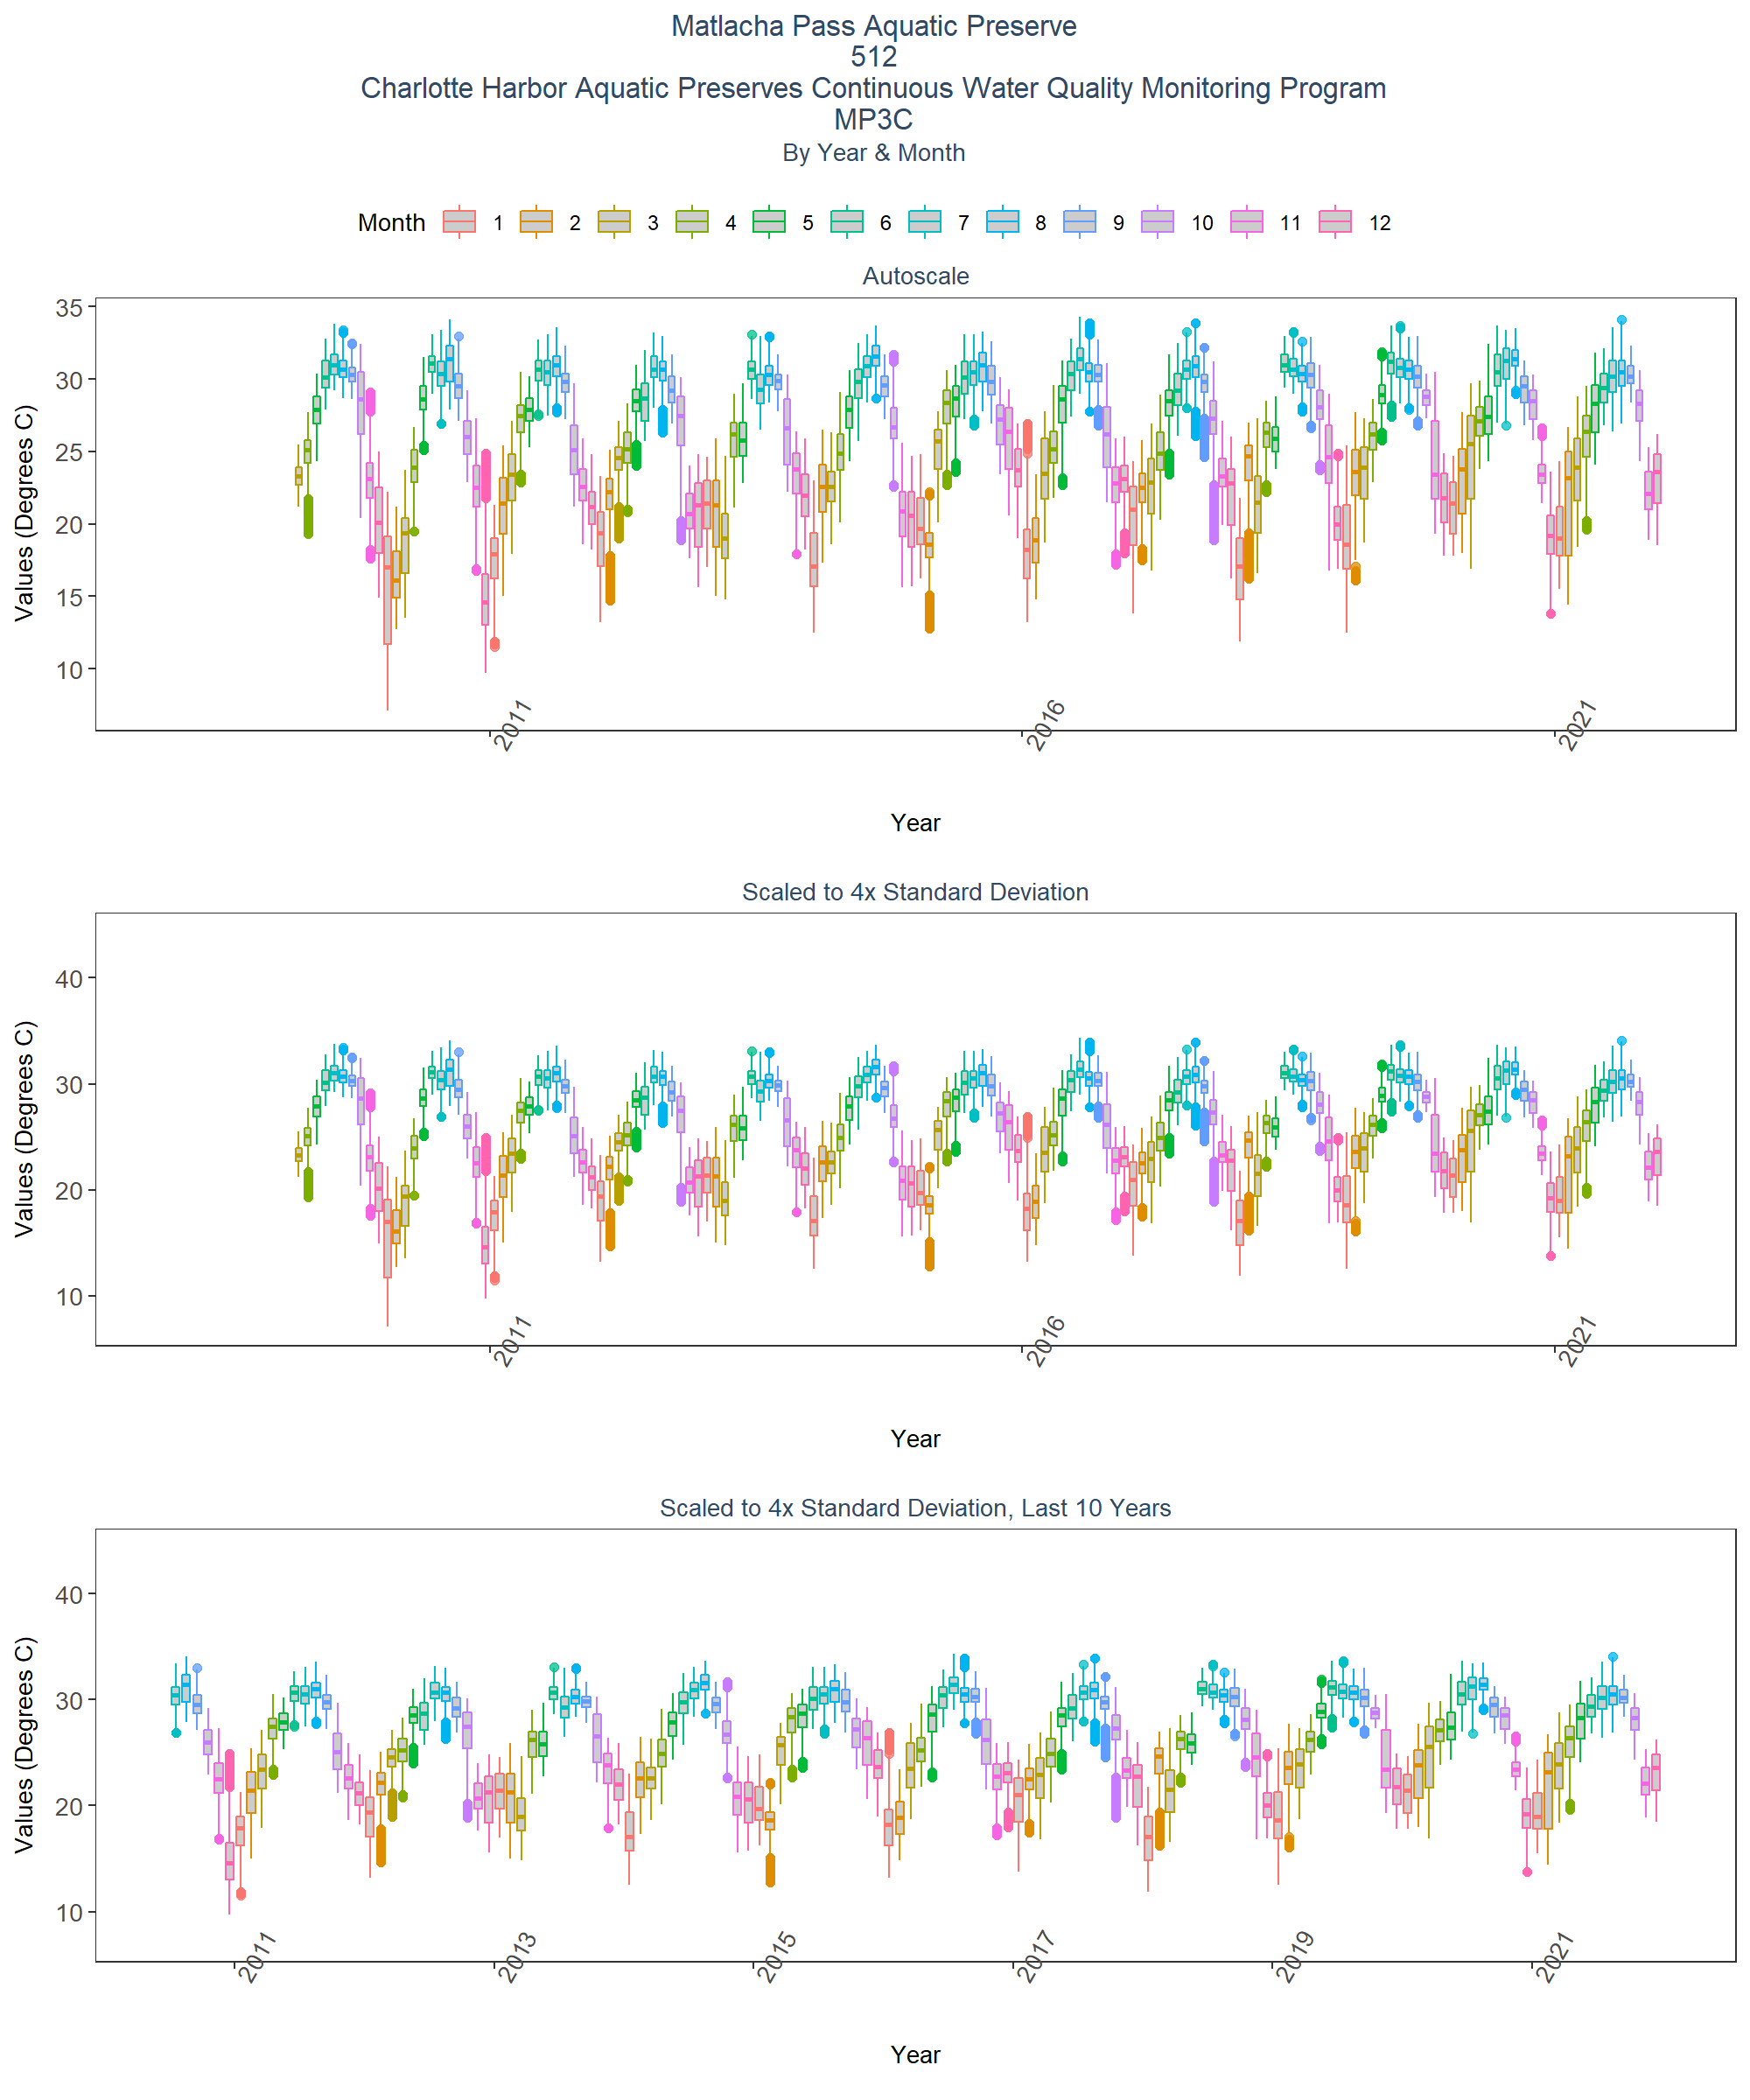 Matlacha Pass Aquatic Preserve
512
Charlotte Harbor Aquatic Preserves Continuous Water Quality Monitoring Program
MP3C
By Year & Month
Month 1 2 3 4 5 6 7 8 9 10 11 12
Autoscale
Values (Degrees C)
35
30
25
20
15
10
2011 2016 2021
Year
Scaled to 4x Standard Deviation
Values (Degrees C)
40
30
20
10
2011 2016 2021
Year
Scaled to 4x Standard Deviation, Last 10 Years
Values (Degrees C)
40
30
20
10
2011 2013 2015 2017 2019 2021
Year